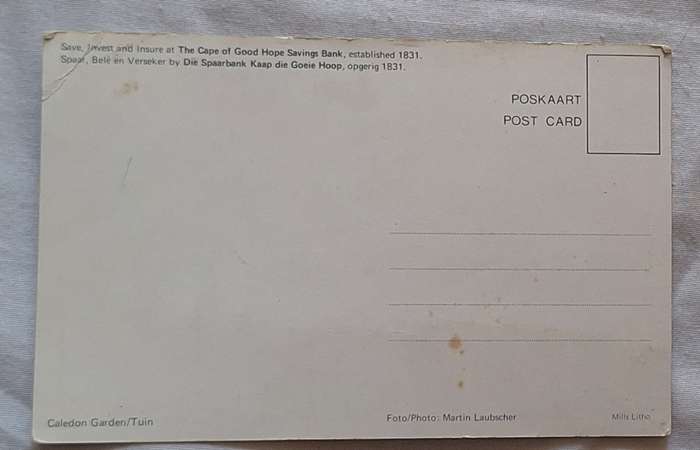 Save, Invest and Insure at The Cape of Good Hope Savings Bank, established 1831.
Spaar, Belê en Verseker by Die Spaarbank Kaap die Goeie Hoop, opgerig 1831.
POSKAART
POST CARD
Caledon Garden/Tuin
Foto/Photo: Martin Laubscher
Mills Litho